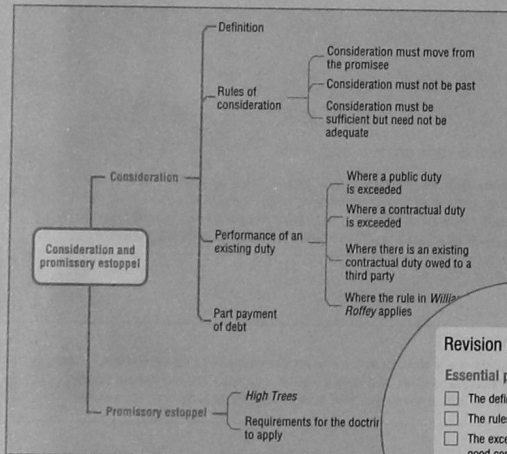 Definition
Rules of
consideration
Consideration must move from
the promisee
Consideration must not be past
Consideration must be
sufficient but need not be
adequate
Consideration
Performance of an
existing duty
Where a public duty
is exceeded
Where a contractual duty
is exceeded
Where there is an existing
contractual duty owed to a
third party
Where the rule in
Roffey applies
Part payment
of debt
Consideration and
promissory estoppel
Promissory estoppel
High Trees
Requirements for the
to apply
Revision
Essential
The
The rules
The